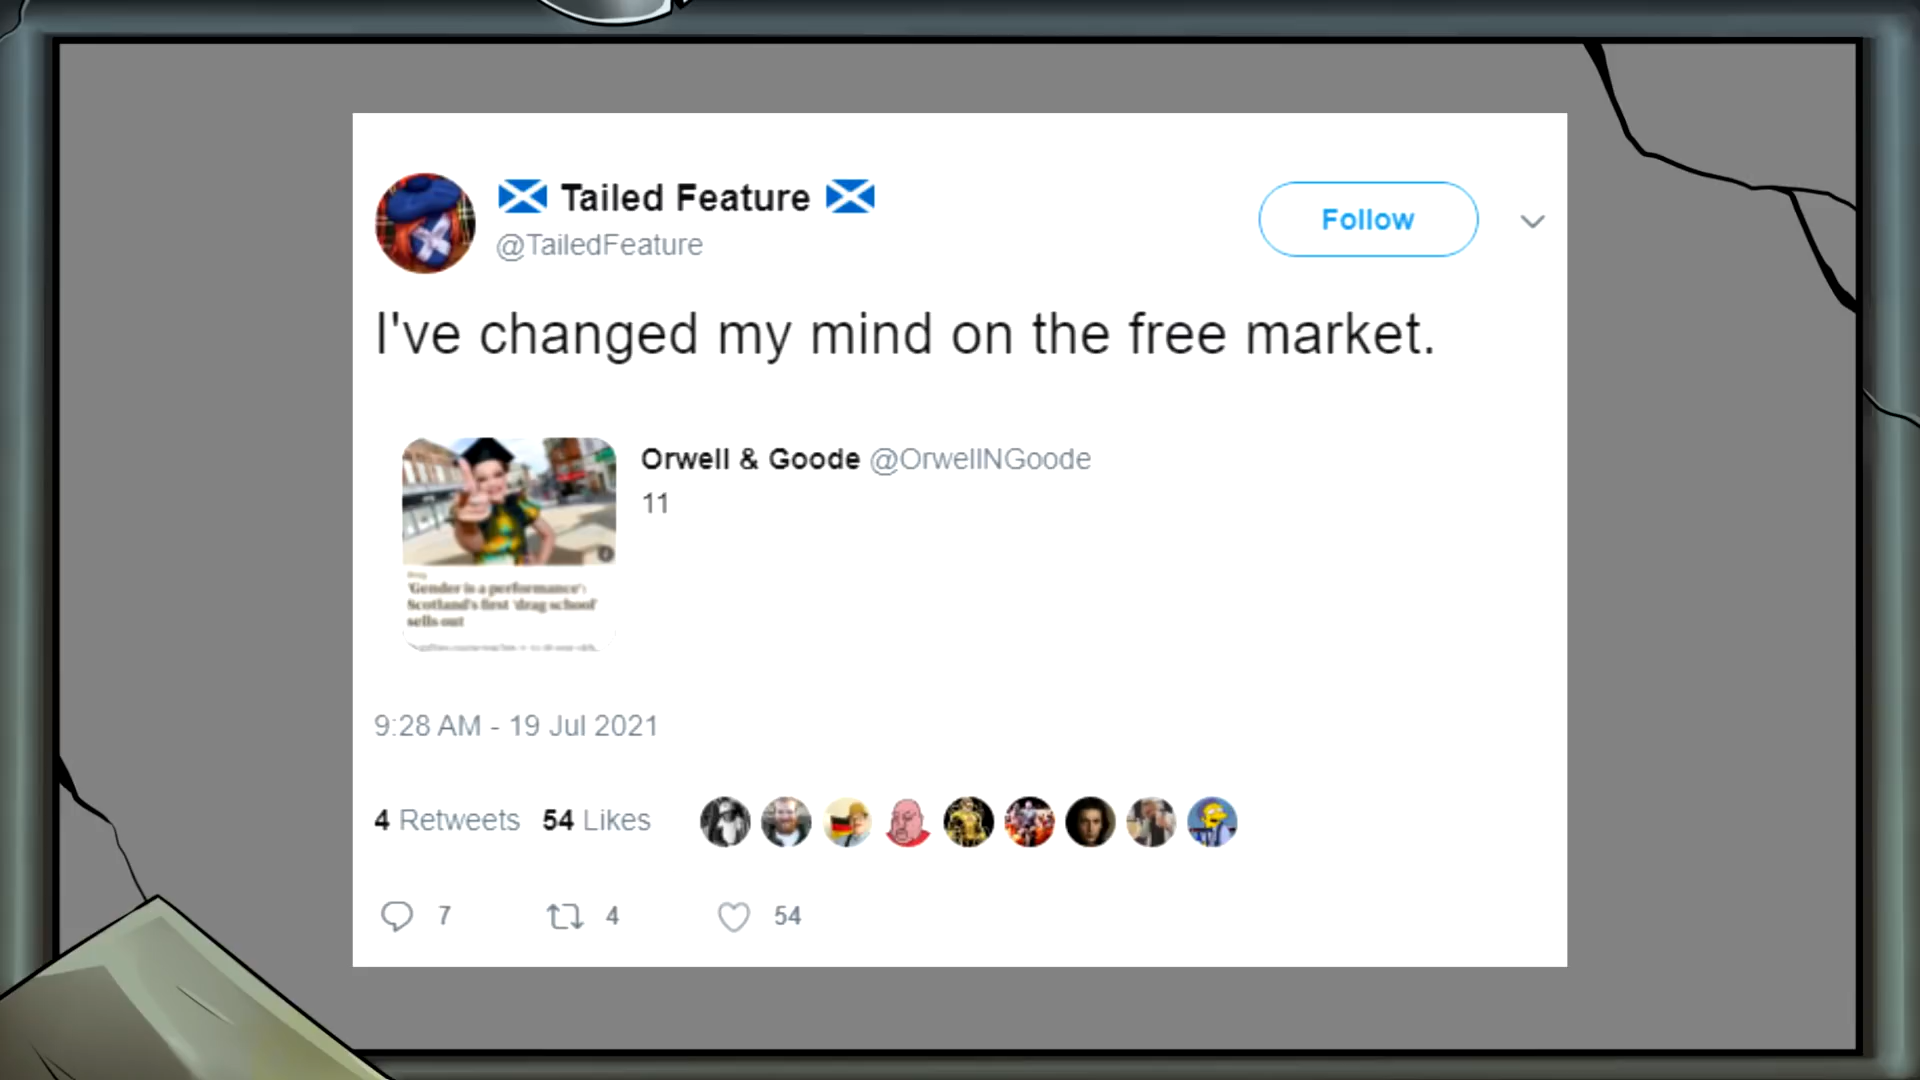 Tailed Feature
@TailedFeature
Follow
I've changed my mind on the free market.
Orwell & Goode @OrwellNGoode
11
'Gender is a performance':
Scotland's first 'drag school'
sells out
9:28 AM - 19 Jul 2021
4 Retweets 54 Likes
7 4 54